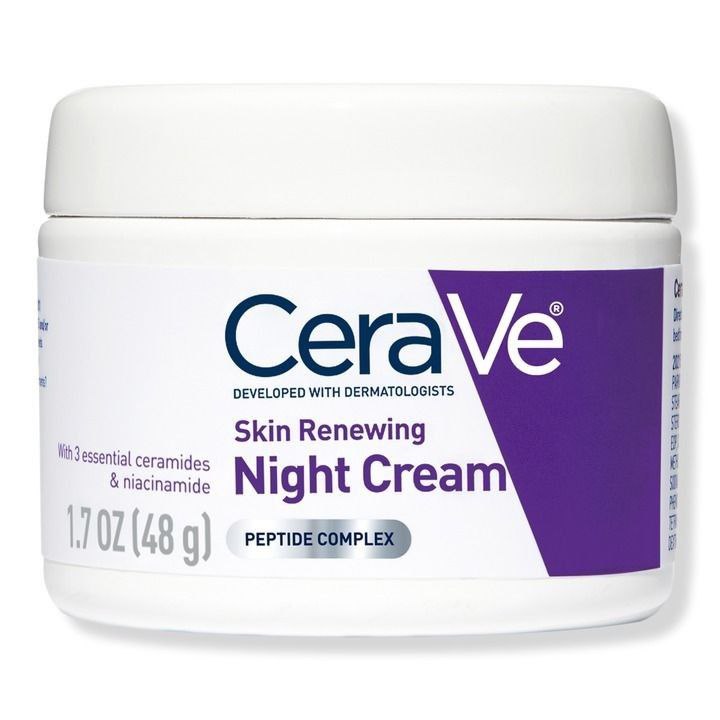 CeraVe®
DEVELOPED WITH DERMATOLOGISTS
Skin Renewing
Night Cream
With 3 essential ceramides
& niacinamide
1.7 OZ (48 g)
PEPTIDE COMPLEX